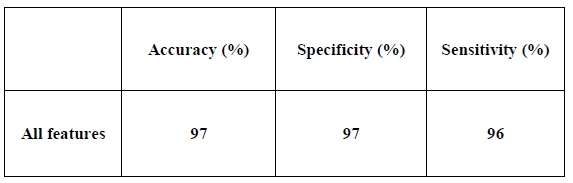 Accuracy (%) Specificity (%) Sensitivity (%)
All features 97 97 96